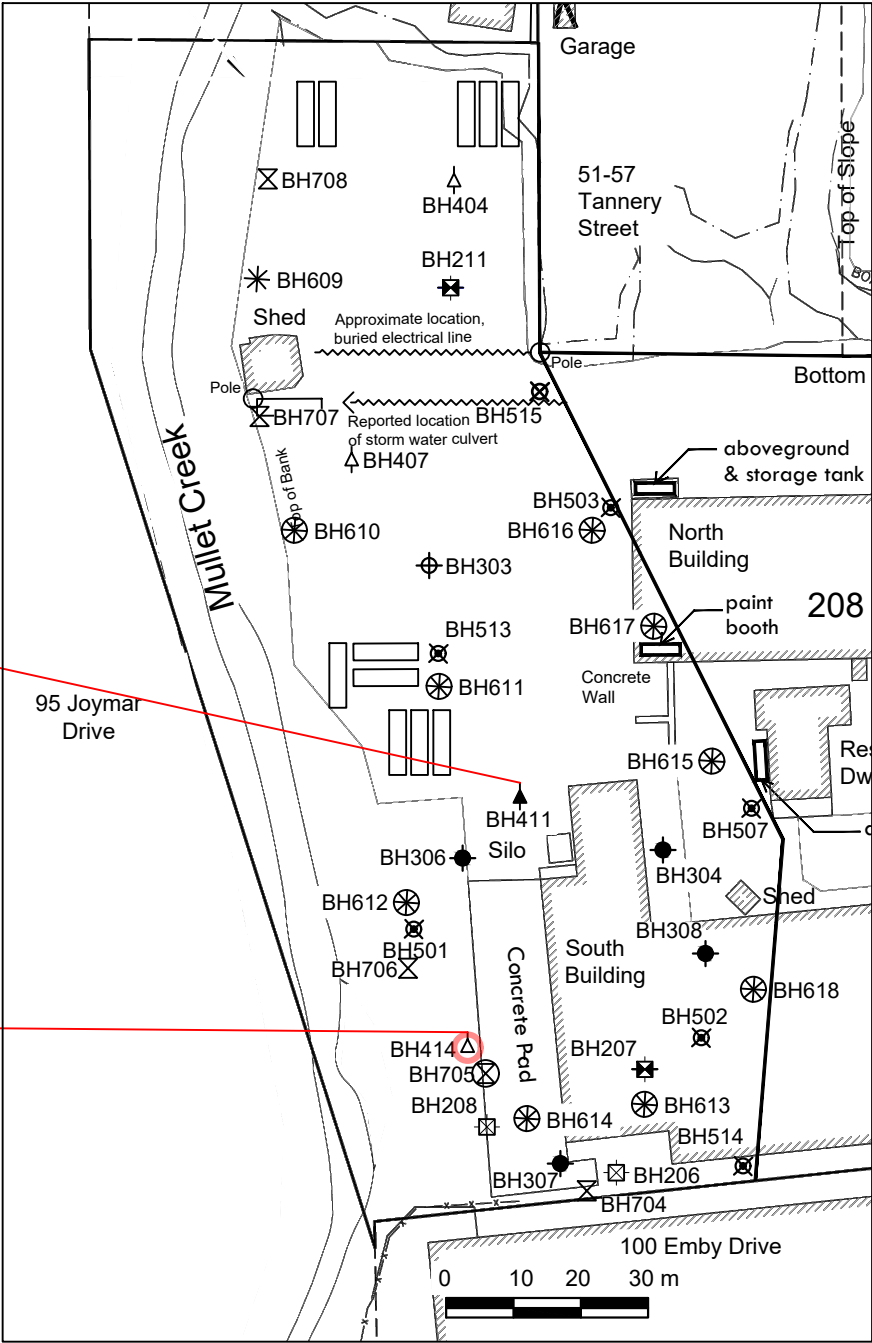 Garage
51-57
Tannery
Street
Top of Slope
BH708
BH404
BH211
BH609
Shed
Approximate location,
buried electrical line
Pole
Bottom
Pole
BH707
Reported location
of storm water culvert
BH515
BH407
aboveground
& storage tank
Mullet Creek
Top of Bank
BH503
BH616
BH610
North
Building
BH303
paint
booth
208
BH617
BH513
BH611
Concrete
Wall
95 Joymar
Drive
BH615
BH411
Silo
BH507
BH306
BH304
BH612
Shed
BH501
BH308
BH706
Concrete Pad
South
Building
BH618
BH502
BH414
BH207
BH705
BH208
BH614
BH613
BH514
BH307
BH206
BH704
100 Emby Drive
0 10 20 30 m